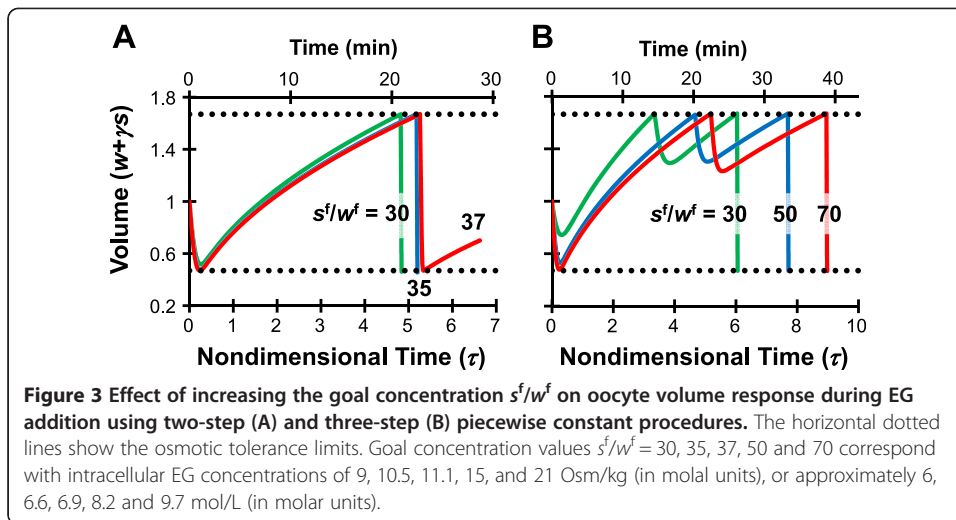 A
B
Time (min)
Time (min)
0 10 20 30
0 10 20 30 40
Volume (w+γs)
1.8
1.4
1
0.6
0.2
sᶠ/wᶠ = 30
37
35
sᶠ/wᶠ = 30 50 70
0 1 2 3 4 5 6 7
0 2 4 6 8 10
Nondimensional Time (τ)
Nondimensional Time (τ)
Figure 3 Effect of increasing the goal concentration sᶠ/wᶠ on oocyte volume response during EG
addition using two-step (A) and three-step (B) piecewise constant procedures. The horizontal dotted
lines show the osmotic tolerance limits. Goal concentration values sᶠ/wᶠ = 30, 35, 37, 50 and 70 correspond
with intracellular EG concentrations of 9, 10.5, 11.1, 15, and 21 Osm/kg (in molal units), or approximately 6,
6.6, 6.9, 8.2 and 9.7 mol/L (in molar units).